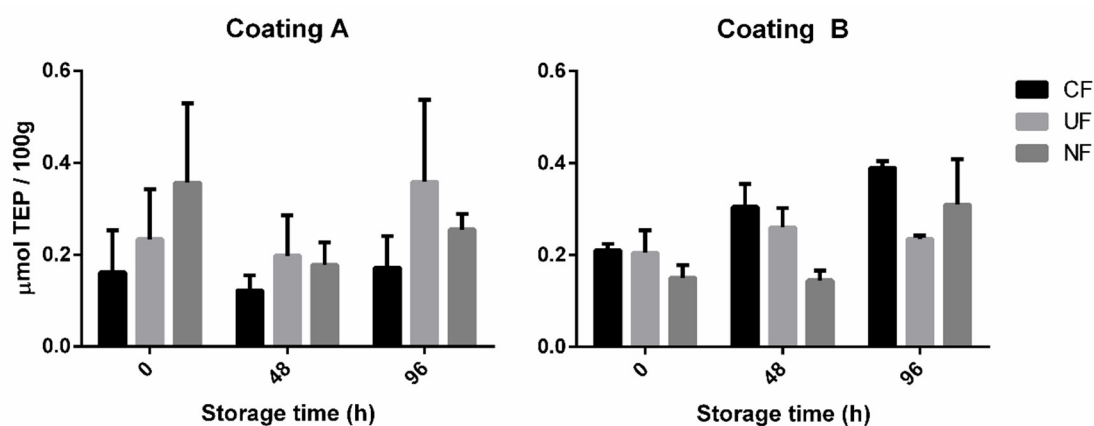 Coating A
μmol TEP / 100g
0.6
0.4
0.2
0.0
0
48
96
Storage time (h)
Coating B
0.6
0.4
0.2
0.0
0
48
96
Storage time (h)
CF
UF
NF